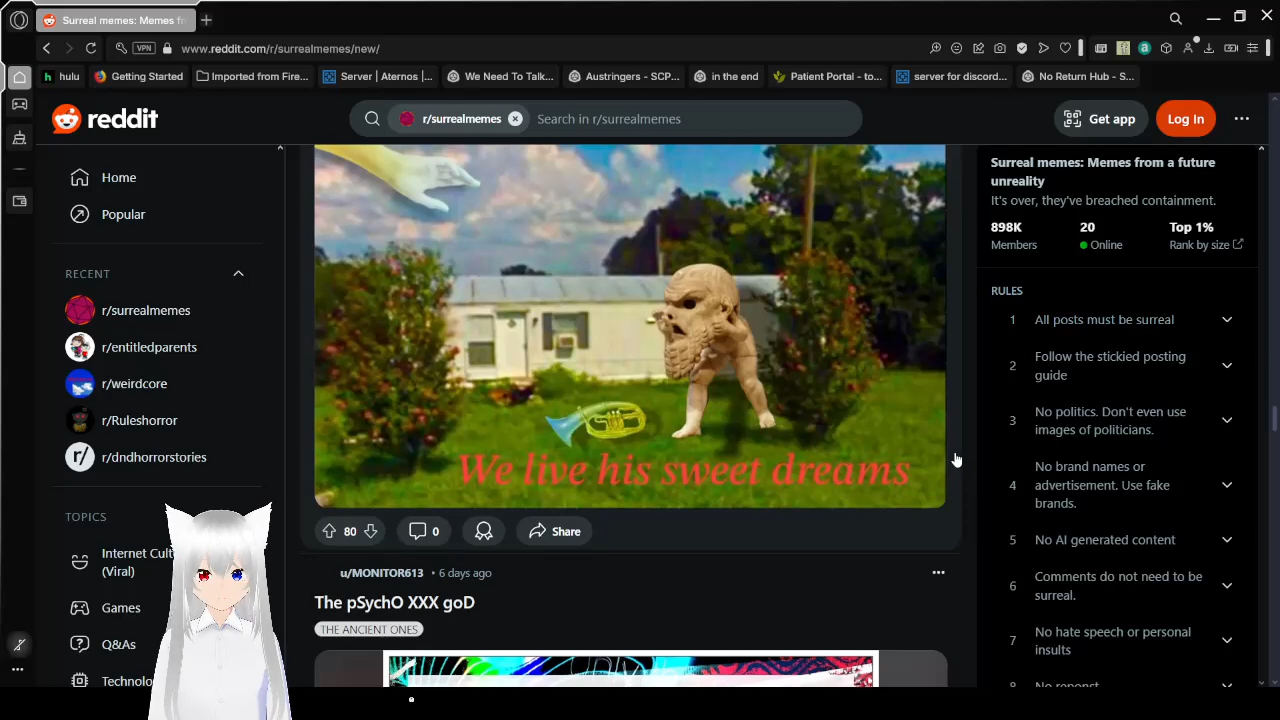 Surreal memes: Memes fr
VPN
www.reddit.com/r/surrealmemes/new/
hulu
Getting Started
Imported from Fire...
Server | Aternos |...
We Need To Talk...
Austringers - SCP...
in the end
Patient Portal - to...
server for discord...
No Return Hub - S...
reddit
r/surrealmemes
Search in r/surrealmemes
Get app
Log In
Home
Popular
RECENT
r/surrealmemes
r/entitledparents
r/weirdcore
r/Ruleshorror
r/dndhorrorstories
TOPICS
Internet Cult
(Viral)
Games
Q&As
Technolo
We live his sweet dreams
80
0
Share
u/MONITOR613 • 6 days ago
The pSychO XXX goD
THE ANCIENT ONES
Surreal memes: Memes from a future
unreality
It's over, they've breached containment.
898K
20
Top 1%
Members
Online
Rank by size
RULES
1 All posts must be surreal
2 Follow the stickied posting
guide
3 No politics. Don't even use
images of politicians.
4 No brand names or
advertisement. Use fake
brands.
5 No AI generated content
6 Comments do not need to be
surreal.
7 No hate speech or personal
insults